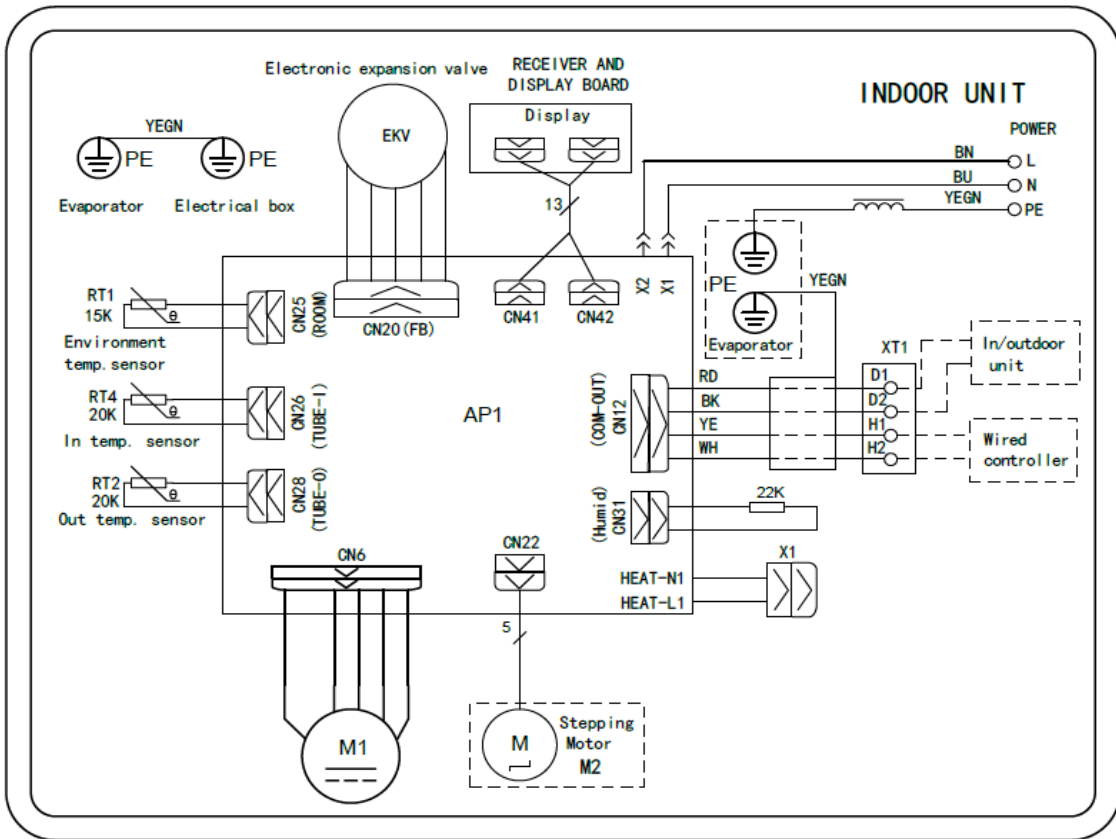 Electronic expansion valve
RECEIVER AND
DISPLAY BOARD
INDOOR UNIT
POWER
YEGN
PE
PE
Evaporator
Electrical box
EKV
Display
13
BN
L
BU
N
YEGN
PE
X2
X1
PE
YEGN
Evaporator
RT1
15K
Environment
temp.sensor
CN25
(ROOM)
CN20(FB)
CN41
CN42
RT4
20K
In temp. sensor
CN26
(TUBE-I)
AP1
(COM-OUT)
CN12
RD
BK
YE
WH
XT1
D1
D2
H1
H2
In/outdoor
unit
Wired
controller
RT2
20K
Out temp. sensor
CN28
(TUBE-O)
(Humid)
CN31
22K
CN6
CN22
HEAT-N1
HEAT-L1
X1
5
M1
M
Stepping
Motor
M2
θ
θ
θ